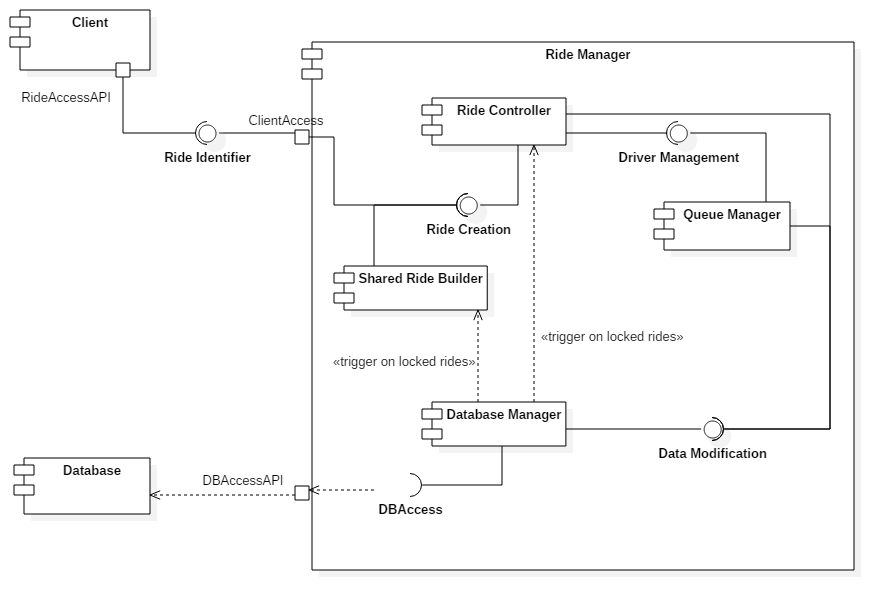 Client
Ride Manager
RideAccessAPI
Ride Controller
ClientAccess
Ride Identifier
Driver Management
Queue Manager
Ride Creation
Shared Ride Builder
«trigger on locked rides»
«trigger on locked rides»
Database Manager
Data Modification
Database
DBAccessAPI
DBAccess